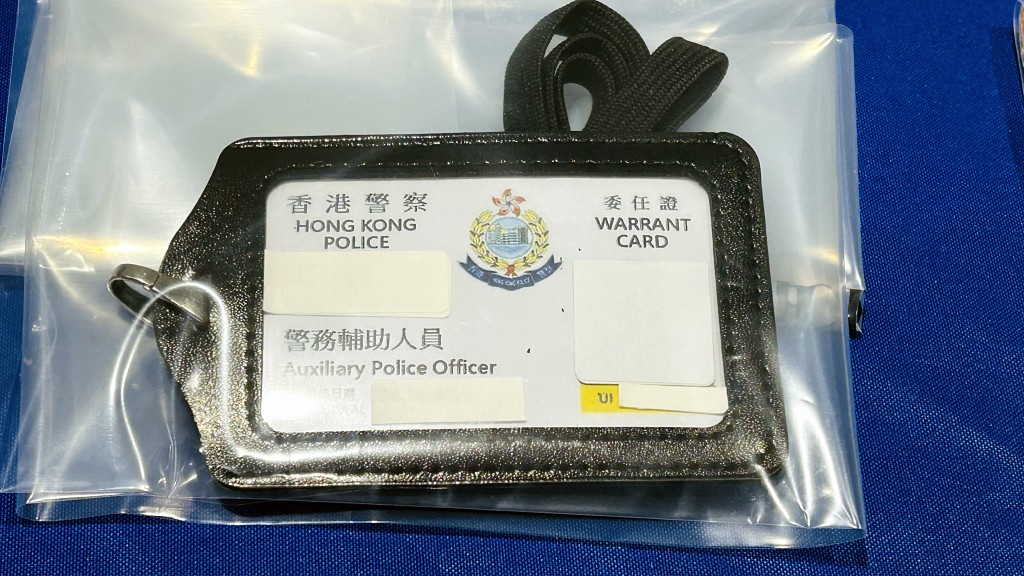 香港警察
HONG KONG
POLICE
委任證
WARRANT
CARD
警務輔助人員
Auxiliary Police Officer
UI